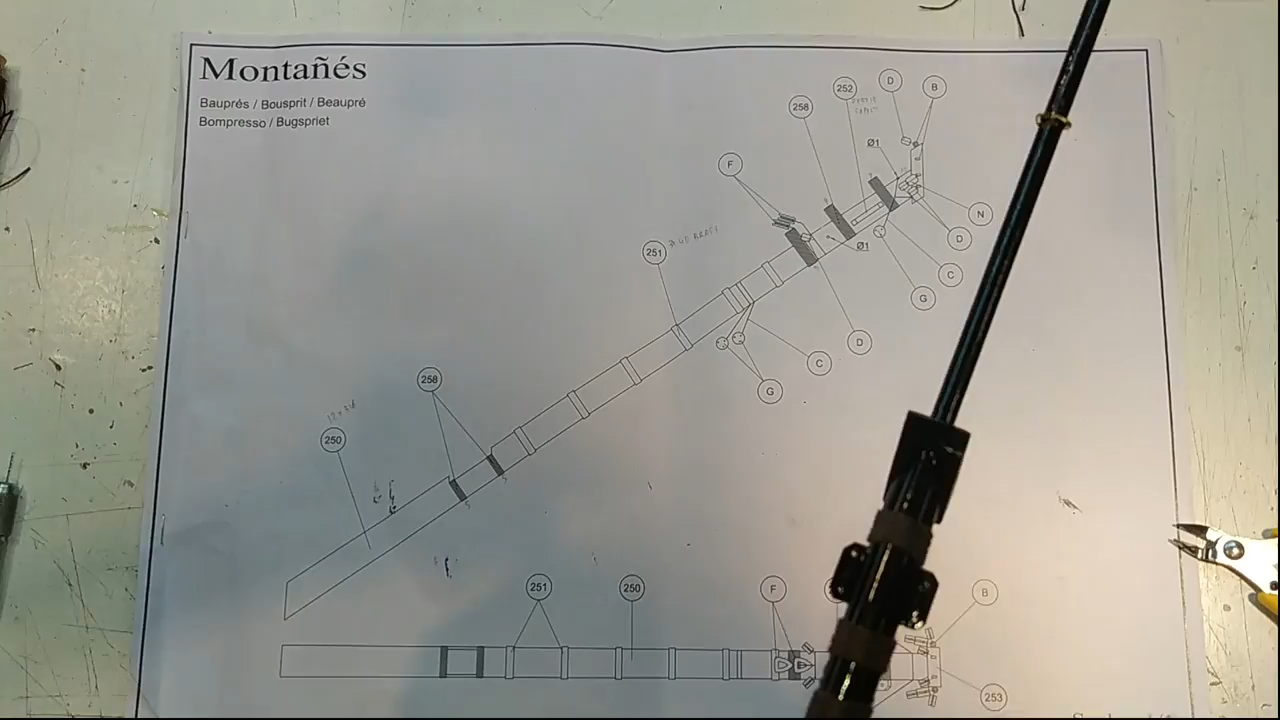 Montañés
Bauprés / Bousprit / Beaupré
Bompresso / Bugspriet
252
D
B
258
Ø1
F
N
251
D
Ø1
C
G
D
C
G
258
250
251
250
F
B
253